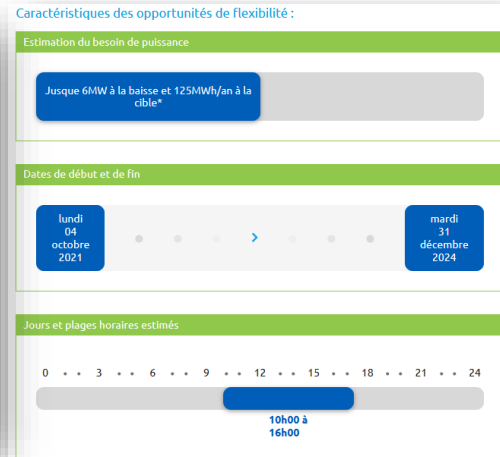 Caractéristiques des opportunités de flexibilité :
Estimation du besoin de puissance
Jusque 6MW à la baisse et 125MWh/an à la
cible*
Dates de début et de fin
lundi
04
octobre
2021
mardi
31
décembre
2024
Jours et plages horaires estimés
0 • • 3 • • 6 • • 9 • • 12 • • 15 • • 18 • • 21 • • 24
10h00 à
16h00